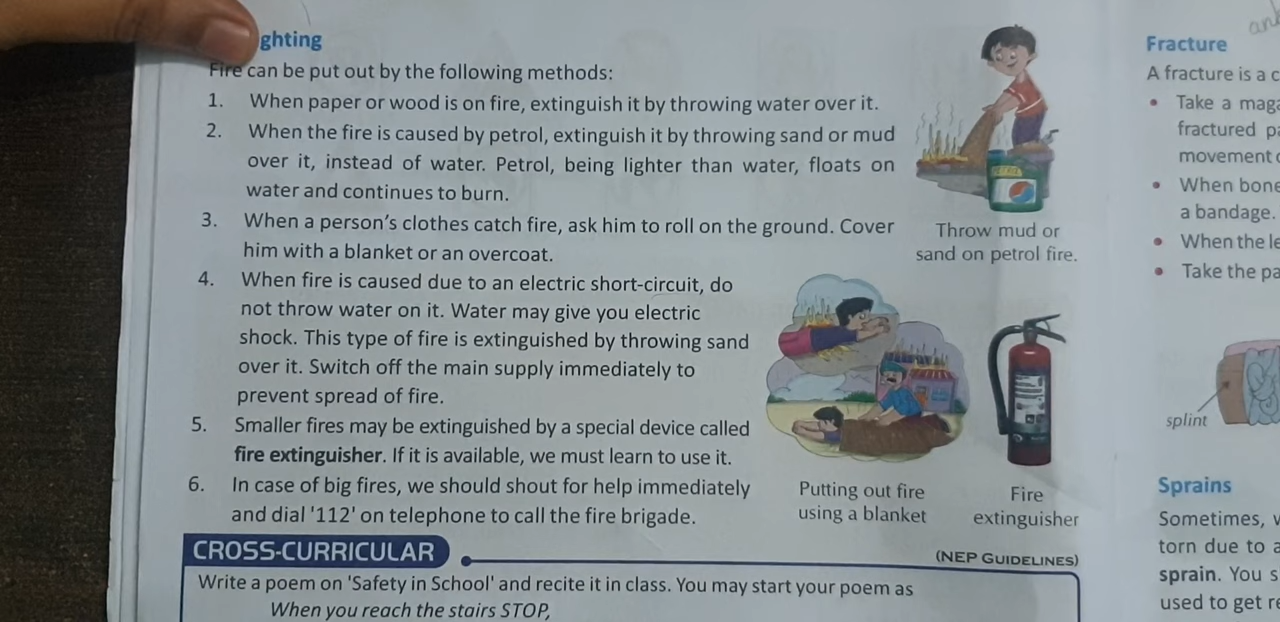 ghting
Fire can be put out by the following methods:
1. When paper or wood is on fire, extinguish it by throwing water over it.
2. When the fire is caused by petrol, extinguish it by throwing sand or mud
over it, instead of water. Petrol, being lighter than water, floats on
water and continues to burn.
3. When a person's clothes catch fire, ask him to roll on the ground. Cover
him with a blanket or an overcoat.
4. When fire is caused due to an electric short-circuit, do
not throw water on it. Water may give you electric
shock. This type of fire is extinguished by throwing sand
over it. Switch off the main supply immediately to
prevent spread of fire.
5. Smaller fires may be extinguished by a special device called
fire extinguisher. If it is available, we must learn to use it.
6. In case of big fires, we should shout for help immediately
and dial '112' on telephone to call the fire brigade.
PETROL
Throw mud or
sand on petrol fire.
Putting out fire
using a blanket
Fire
extinguisher
CROSS-CURRICULAR
(NEP GUIDELINES)
Write a poem on 'Safety in School' and recite it in class. You may start your poem as
When you reach the stairs STOP,
Fracture
A fracture is a c
• Take a mag
fractured pa
movement
• When bone
a bandage.
• When the le
• Take the pa
splint
Sprains
Sometimes,
torn due to a
sprain. You s
used to get re